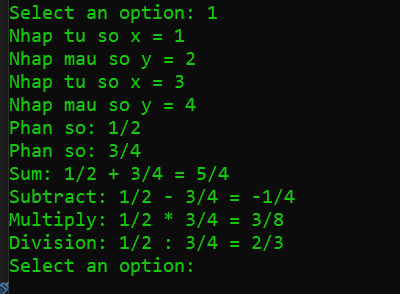 Select an option: 1
Nhap tu so x = 1
Nhap mau so y = 2
Nhap tu so x = 3
Nhap mau so y = 4
Phan so: 1/2
Phan so: 3/4
Sum: 1/2 + 3/4 = 5/4
Subtract: 1/2 - 3/4 = -1/4
Multiply: 1/2 * 3/4 = 3/8
Division: 1/2 : 3/4 = 2/3
Select an option: